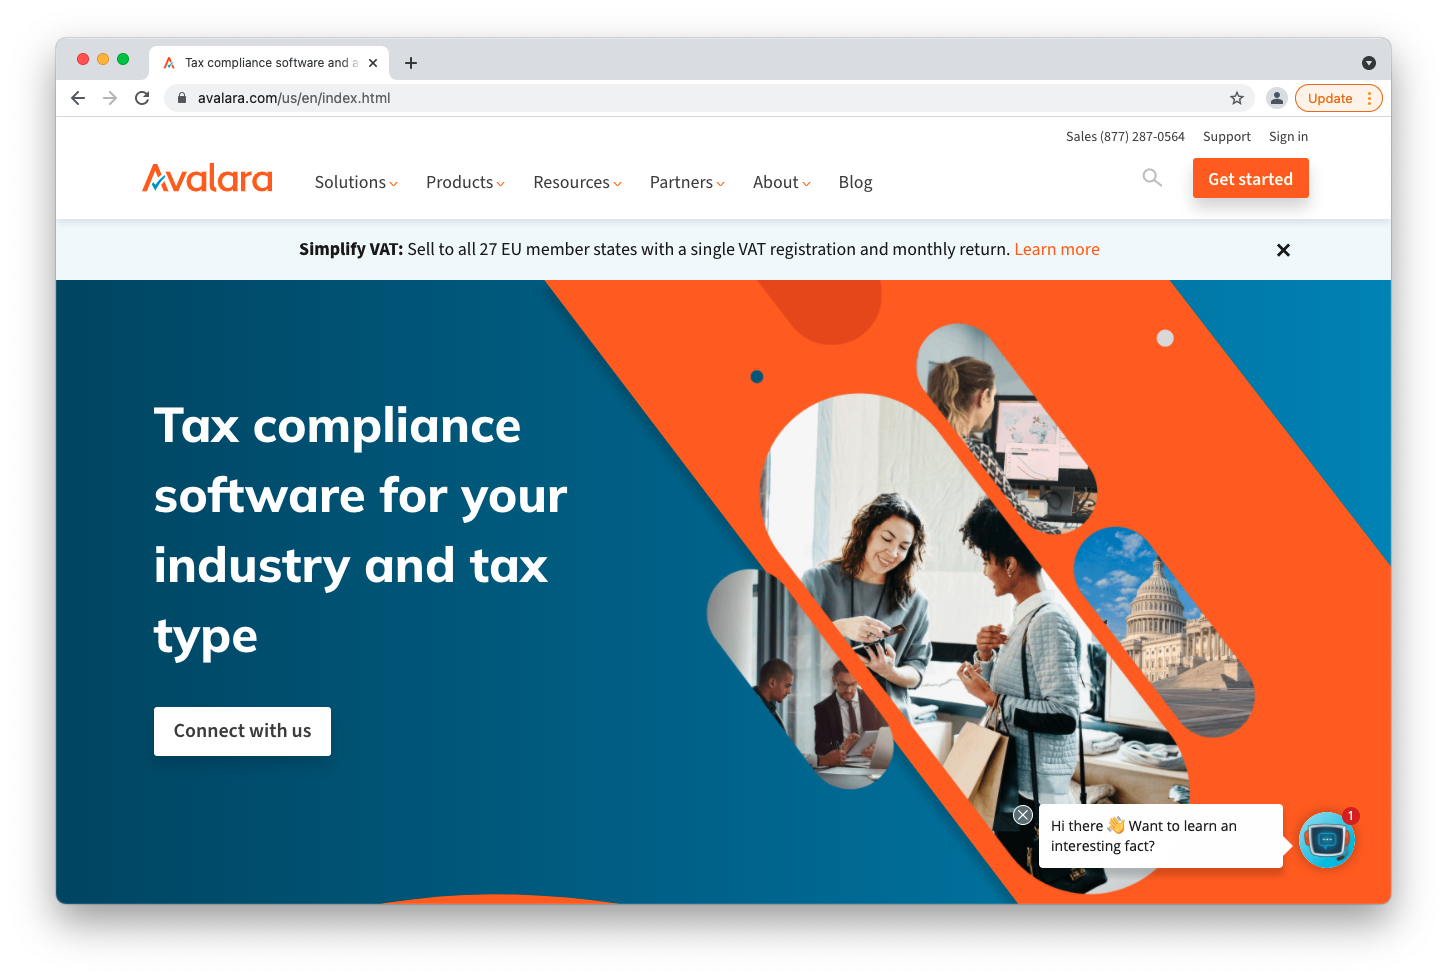 Tax compliance software and a
avalara.com/us/en/index.html
Update
Sales (877) 287-0564 Support Sign in
Avalara Solutions Products Resources Partners About Blog
Get started
Simplify VAT: Sell to all 27 EU member states with a single VAT registration and monthly return. Learn more
Tax compliance
software for your
industry and tax
type
Connect with us
Hi there 👋 Want to learn an
interesting fact?
1